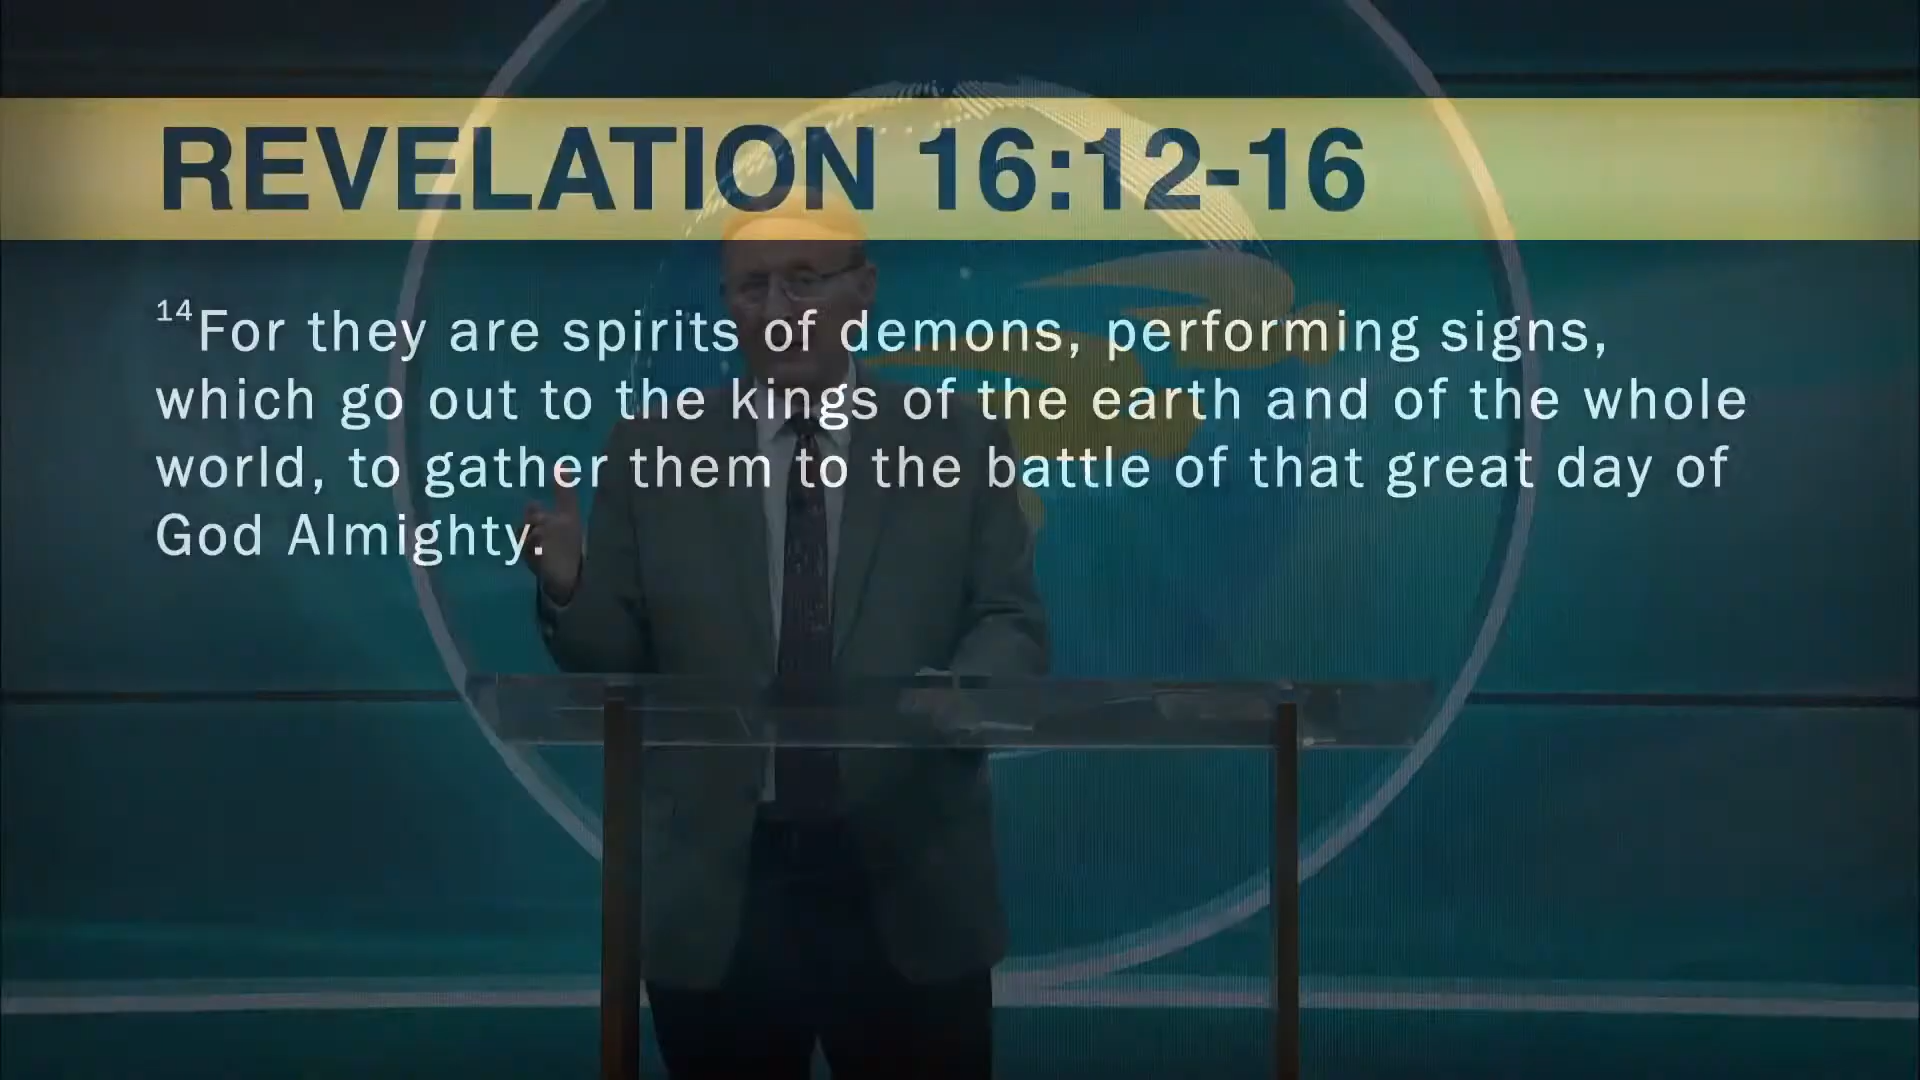 REVELATION 16:12-16
14For they are spirits of demons, performing signs,
which go out to the kings of the earth and of the whole
world, to gather them to the battle of that great day of
God Almighty.